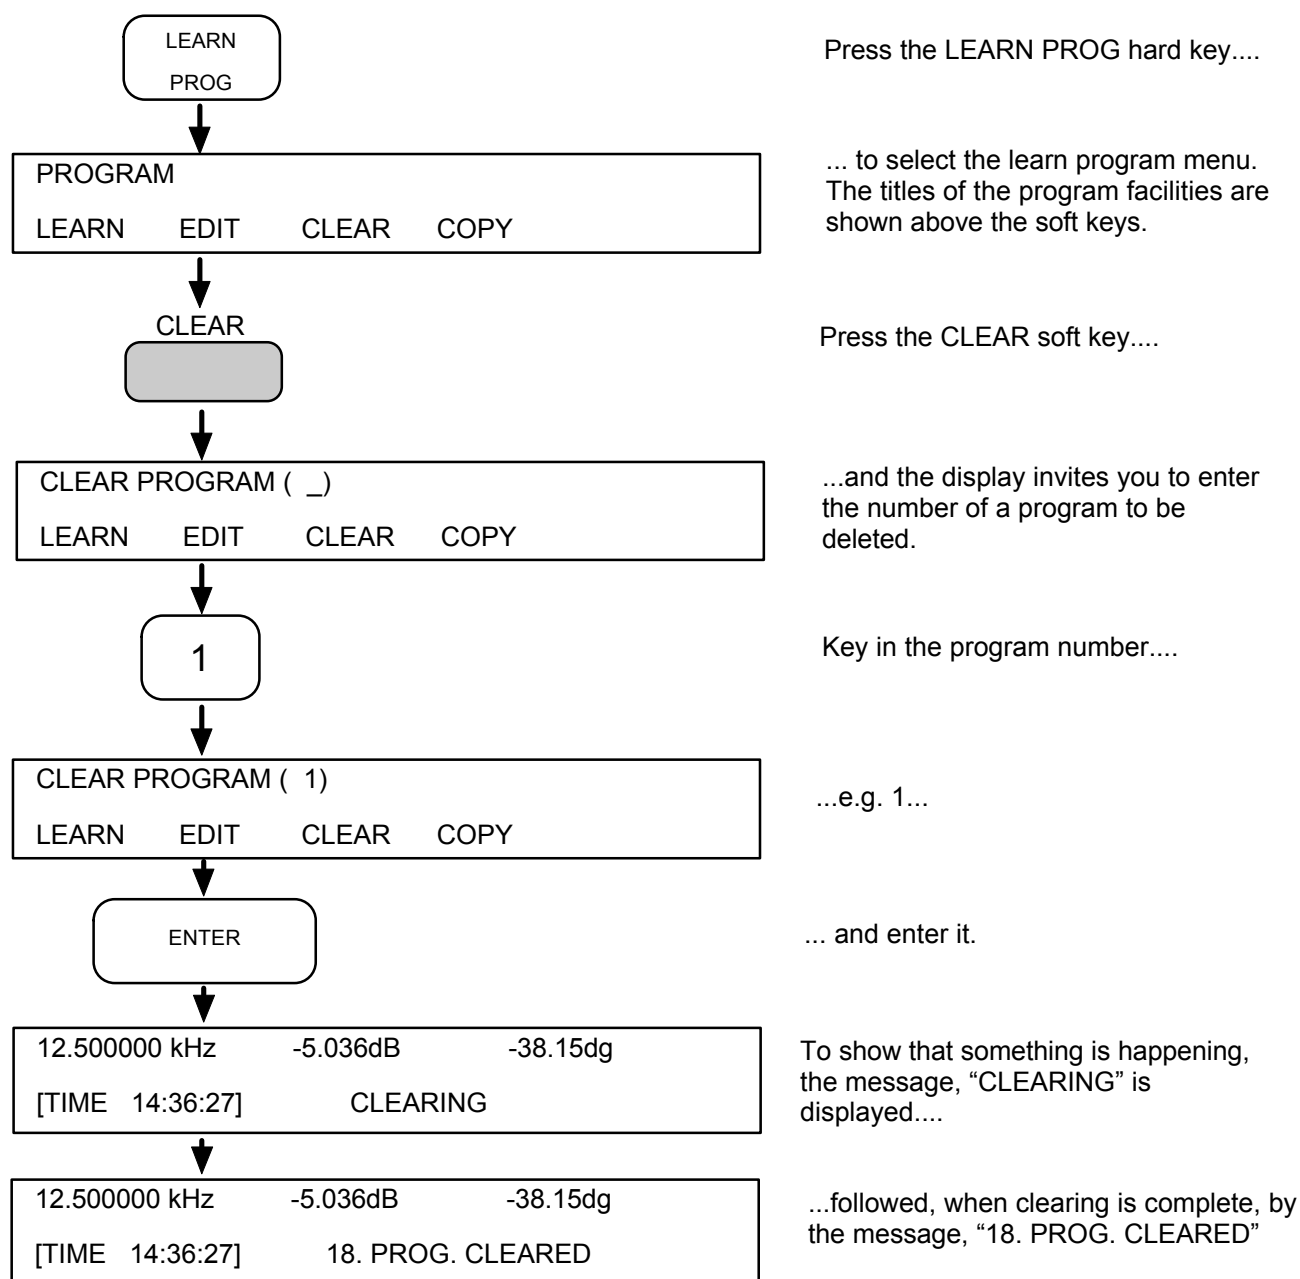 LEARN
PROG
Press the LEARN PROG hard key....
PROGRAM
LEARN EDIT CLEAR COPY
... to select the learn program menu.
The titles of the program facilities are
shown above the soft keys.
CLEAR
Press the CLEAR soft key....
CLEAR PROGRAM ( _)
LEARN EDIT CLEAR COPY
...and the display invites you to enter
the number of a program to be
deleted.
1
Key in the program number....
CLEAR PROGRAM ( 1)
LEARN EDIT CLEAR COPY
...e.g. 1...
ENTER
... and enter it.
12.500000 kHz -5.036dB -38.15dg
[TIME 14:36:27] CLEARING
To show that something is happening,
the message, “CLEARING” is
displayed....
12.500000 kHz -5.036dB -38.15dg
[TIME 14:36:27] 18. PROG. CLEARED
...followed, when clearing is complete, by
the message, “18. PROG. CLEARED”